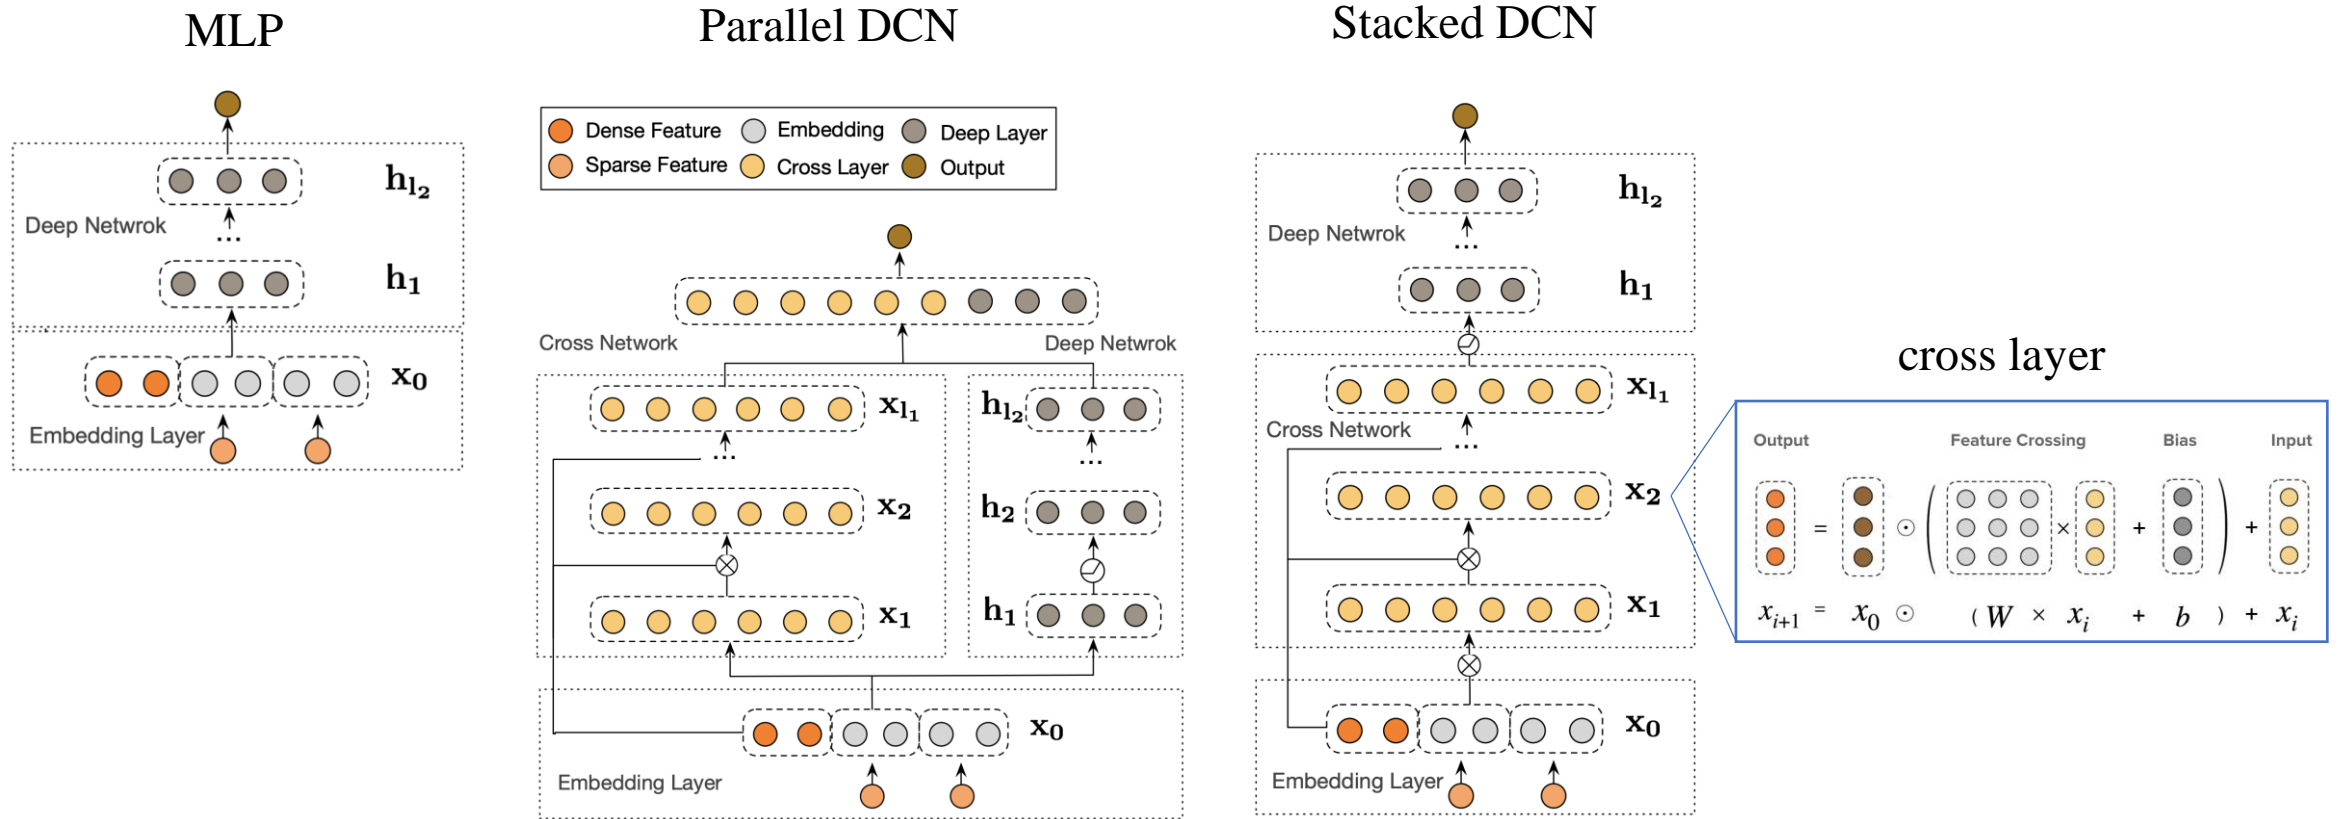 MLP
h_{l_2}
Deep Netwrok
...
h_1
x_0
Embedding Layer
Parallel DCN
Dense Feature Embedding Deep Layer
Sparse Feature Cross Layer Output
Cross Network Deep Netwrok
x_{l_1} h_{l_2}
... ...
x_2 h_2
x_1 h_1
x_0
Embedding Layer
Stacked DCN
h_{l_2}
Deep Netwrok
...
h_1
x_{l_1}
Cross Network
...
x_2
x_1
x_0
Embedding Layer
cross layer
Output Feature Crossing Bias Input
= ⊙ ( × + ) +
x_{i+1} = x_0 ⊙ ( W × x_i + b ) + x_i